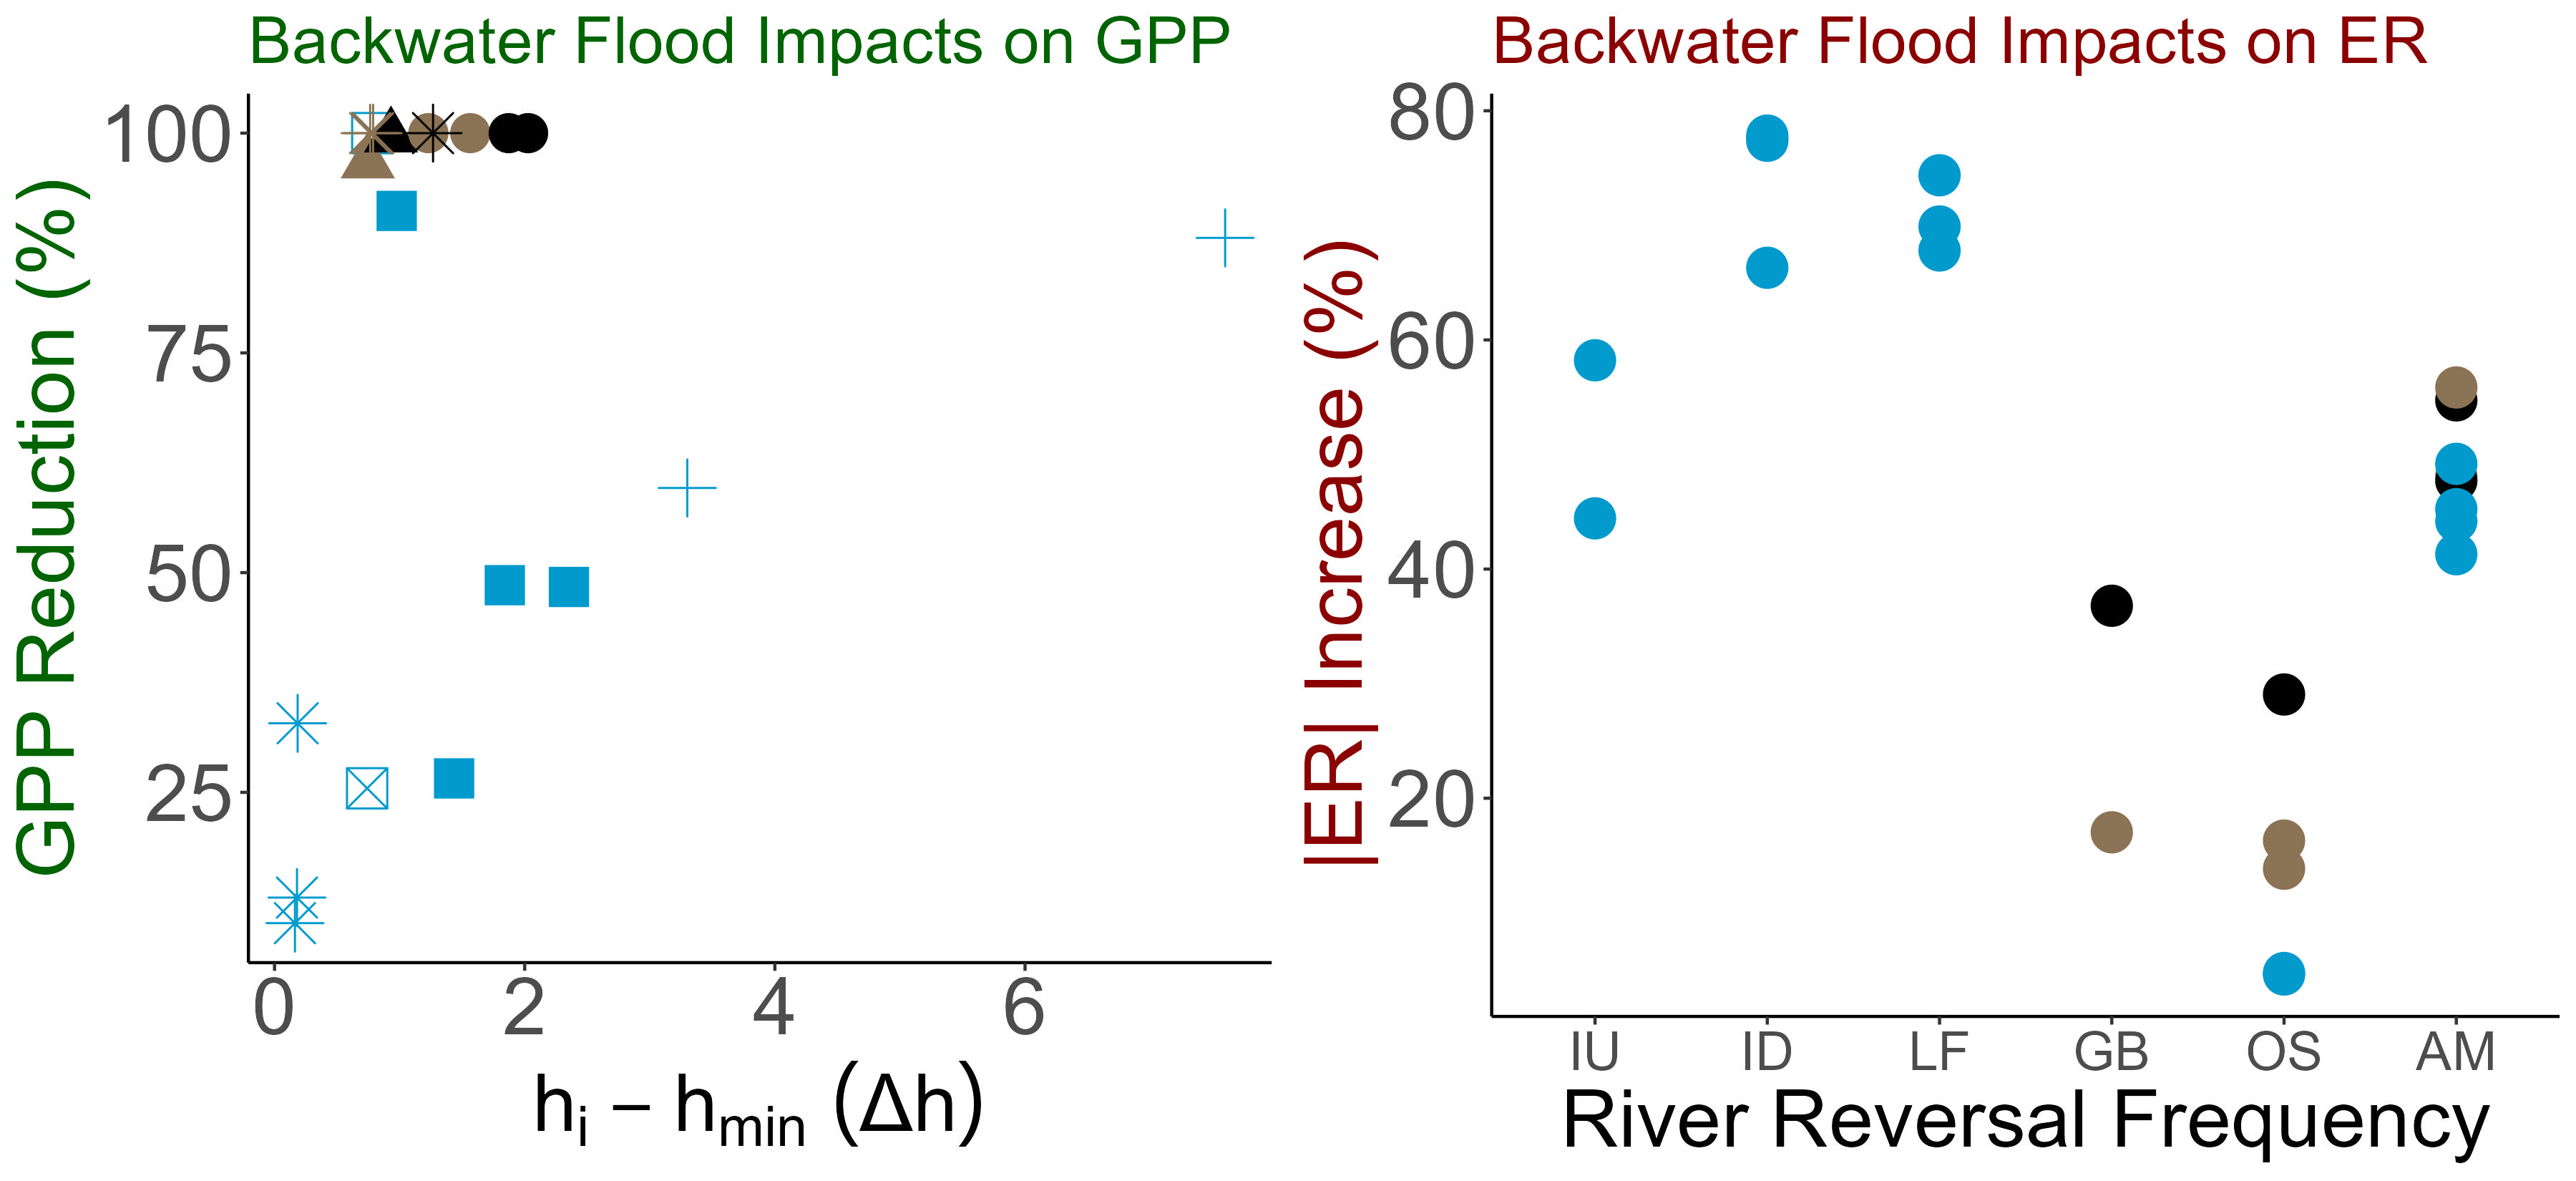 Backwater Flood Impacts on GPP
GPP Reduction (%)
100
75
50
25
0 2 4 6
hi – hmin (Δh)
Backwater Flood Impacts on ER
|ER| Increase (%)
80
60
40
20
IU ID LF GB OS AM
River Reversal Frequency